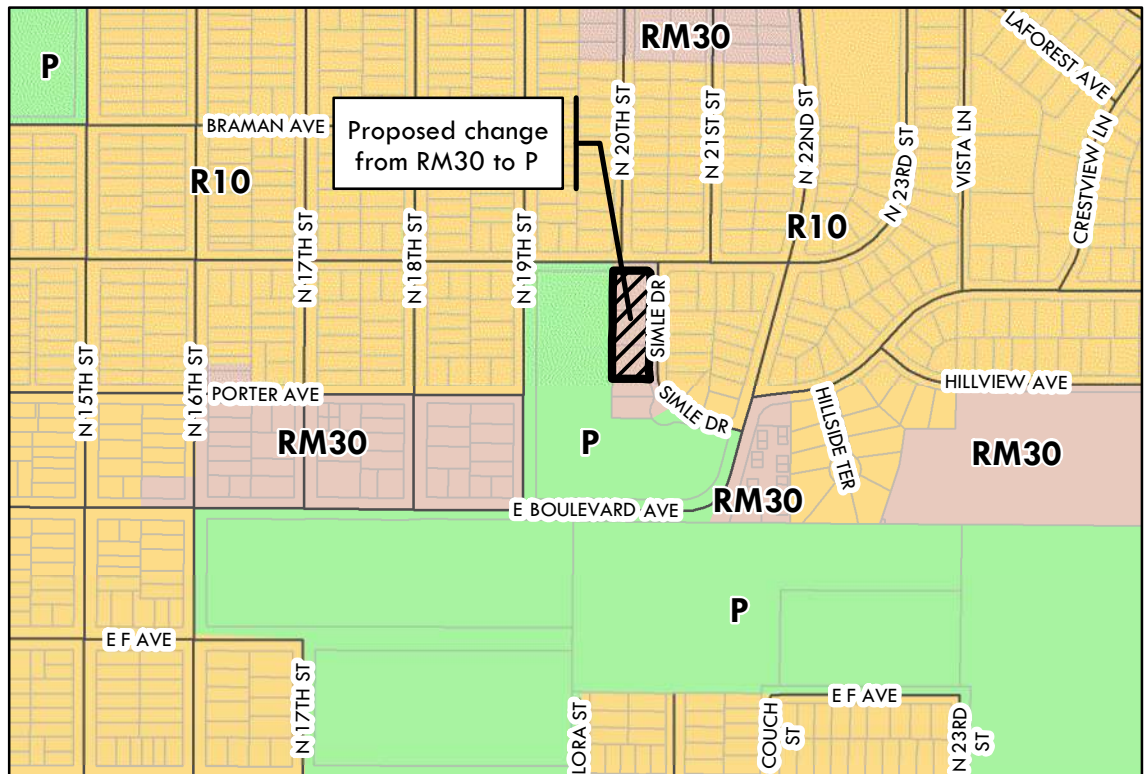 RM30
LAFOREST AVE
P
CRESTVIEW LN
BRAMAN AVE
Proposed change
from RM30 to P
N 20TH ST
N 21ST ST
N 22ND ST
N 23RD ST
VISTA LN
R10
R10
N 17TH ST
N 18TH ST
N 19TH ST
SIMLE DR
N 15TH ST
N 16TH ST
PORTER AVE
SIMLE DR
HILLSIDE TER
HILLVIEW AVE
RM30
P
RM30
RM30
E BOULEVARD AVE
P
E F AVE
N 17TH ST
LORA ST
COUCH
ST
E F AVE
N 23RD
ST